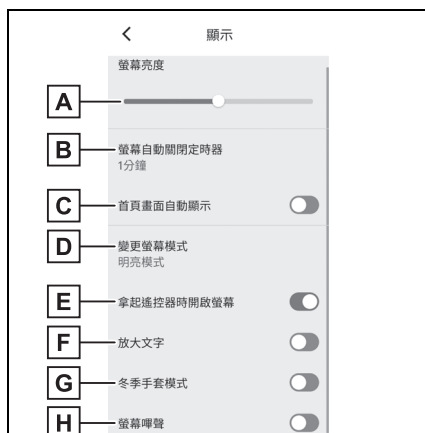 顯示
螢幕亮度
A
B
螢幕自動關閉定時器
1分鐘
C
首頁畫面自動顯示
D
變更螢幕模式
明亮模式
E
拿起遙控器時開啟螢幕
F
放大文字
G
冬季手套模式
H
螢幕嗶聲